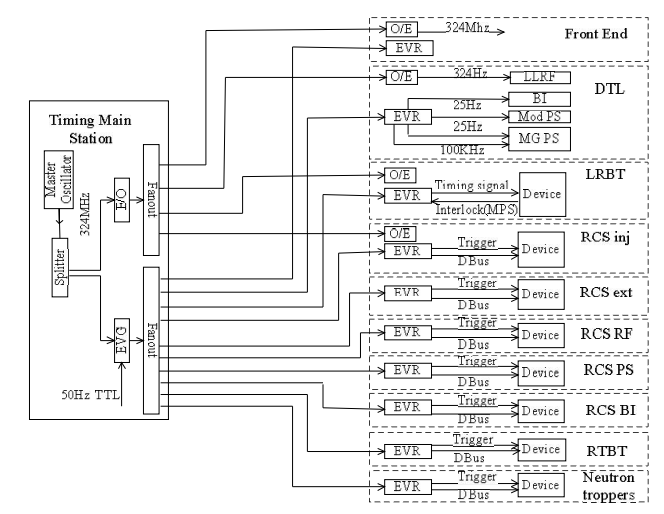 Timing Main
Station
Master
Oscillator
324MHz
Splitter
E/O
Fanout
EVG
Fanout
50Hz TTL
O/E
324Mhz
EVR
Front End
O/E
324Hz
LLRF
DTL
EVR
25Hz
BI
Mod PS
25Hz
MG PS
100KHz
O/E
LRBT
EVR
Timing signal
Interlock(MPS)
Device
O/E
RCS inj
EVR
Trigger
DBus
Device
RCS ext
EVR
Trigger
DBus
Device
RCS RF
EVR
Trigger
DBus
Device
RCS PS
EVR
Trigger
DBus
Device
RCS BI
EVR
Trigger
DBus
Device
RTBT
EVR
Trigger
DBus
Device
Neutron
troppers
EVR
Trigger
DBus
Device